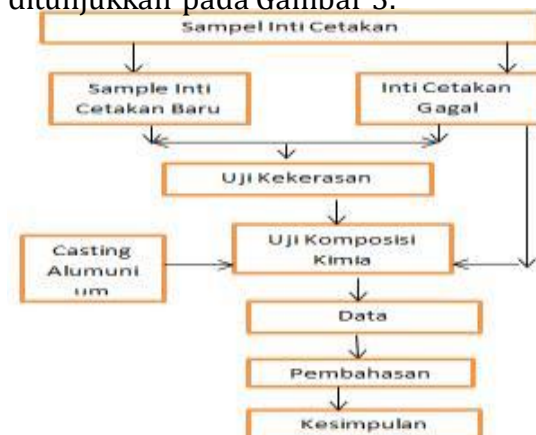 ditunjukkan pada Gambar 3.
Sampel Inti Cetakan
Sample Inti
Cetakan Baru
Inti Cetakan
Gagal
Uji Kekerasan
Uji Komposisi
Kimia
Casting
Alumuni
um
Data
Pembahasan
Kesimpulan